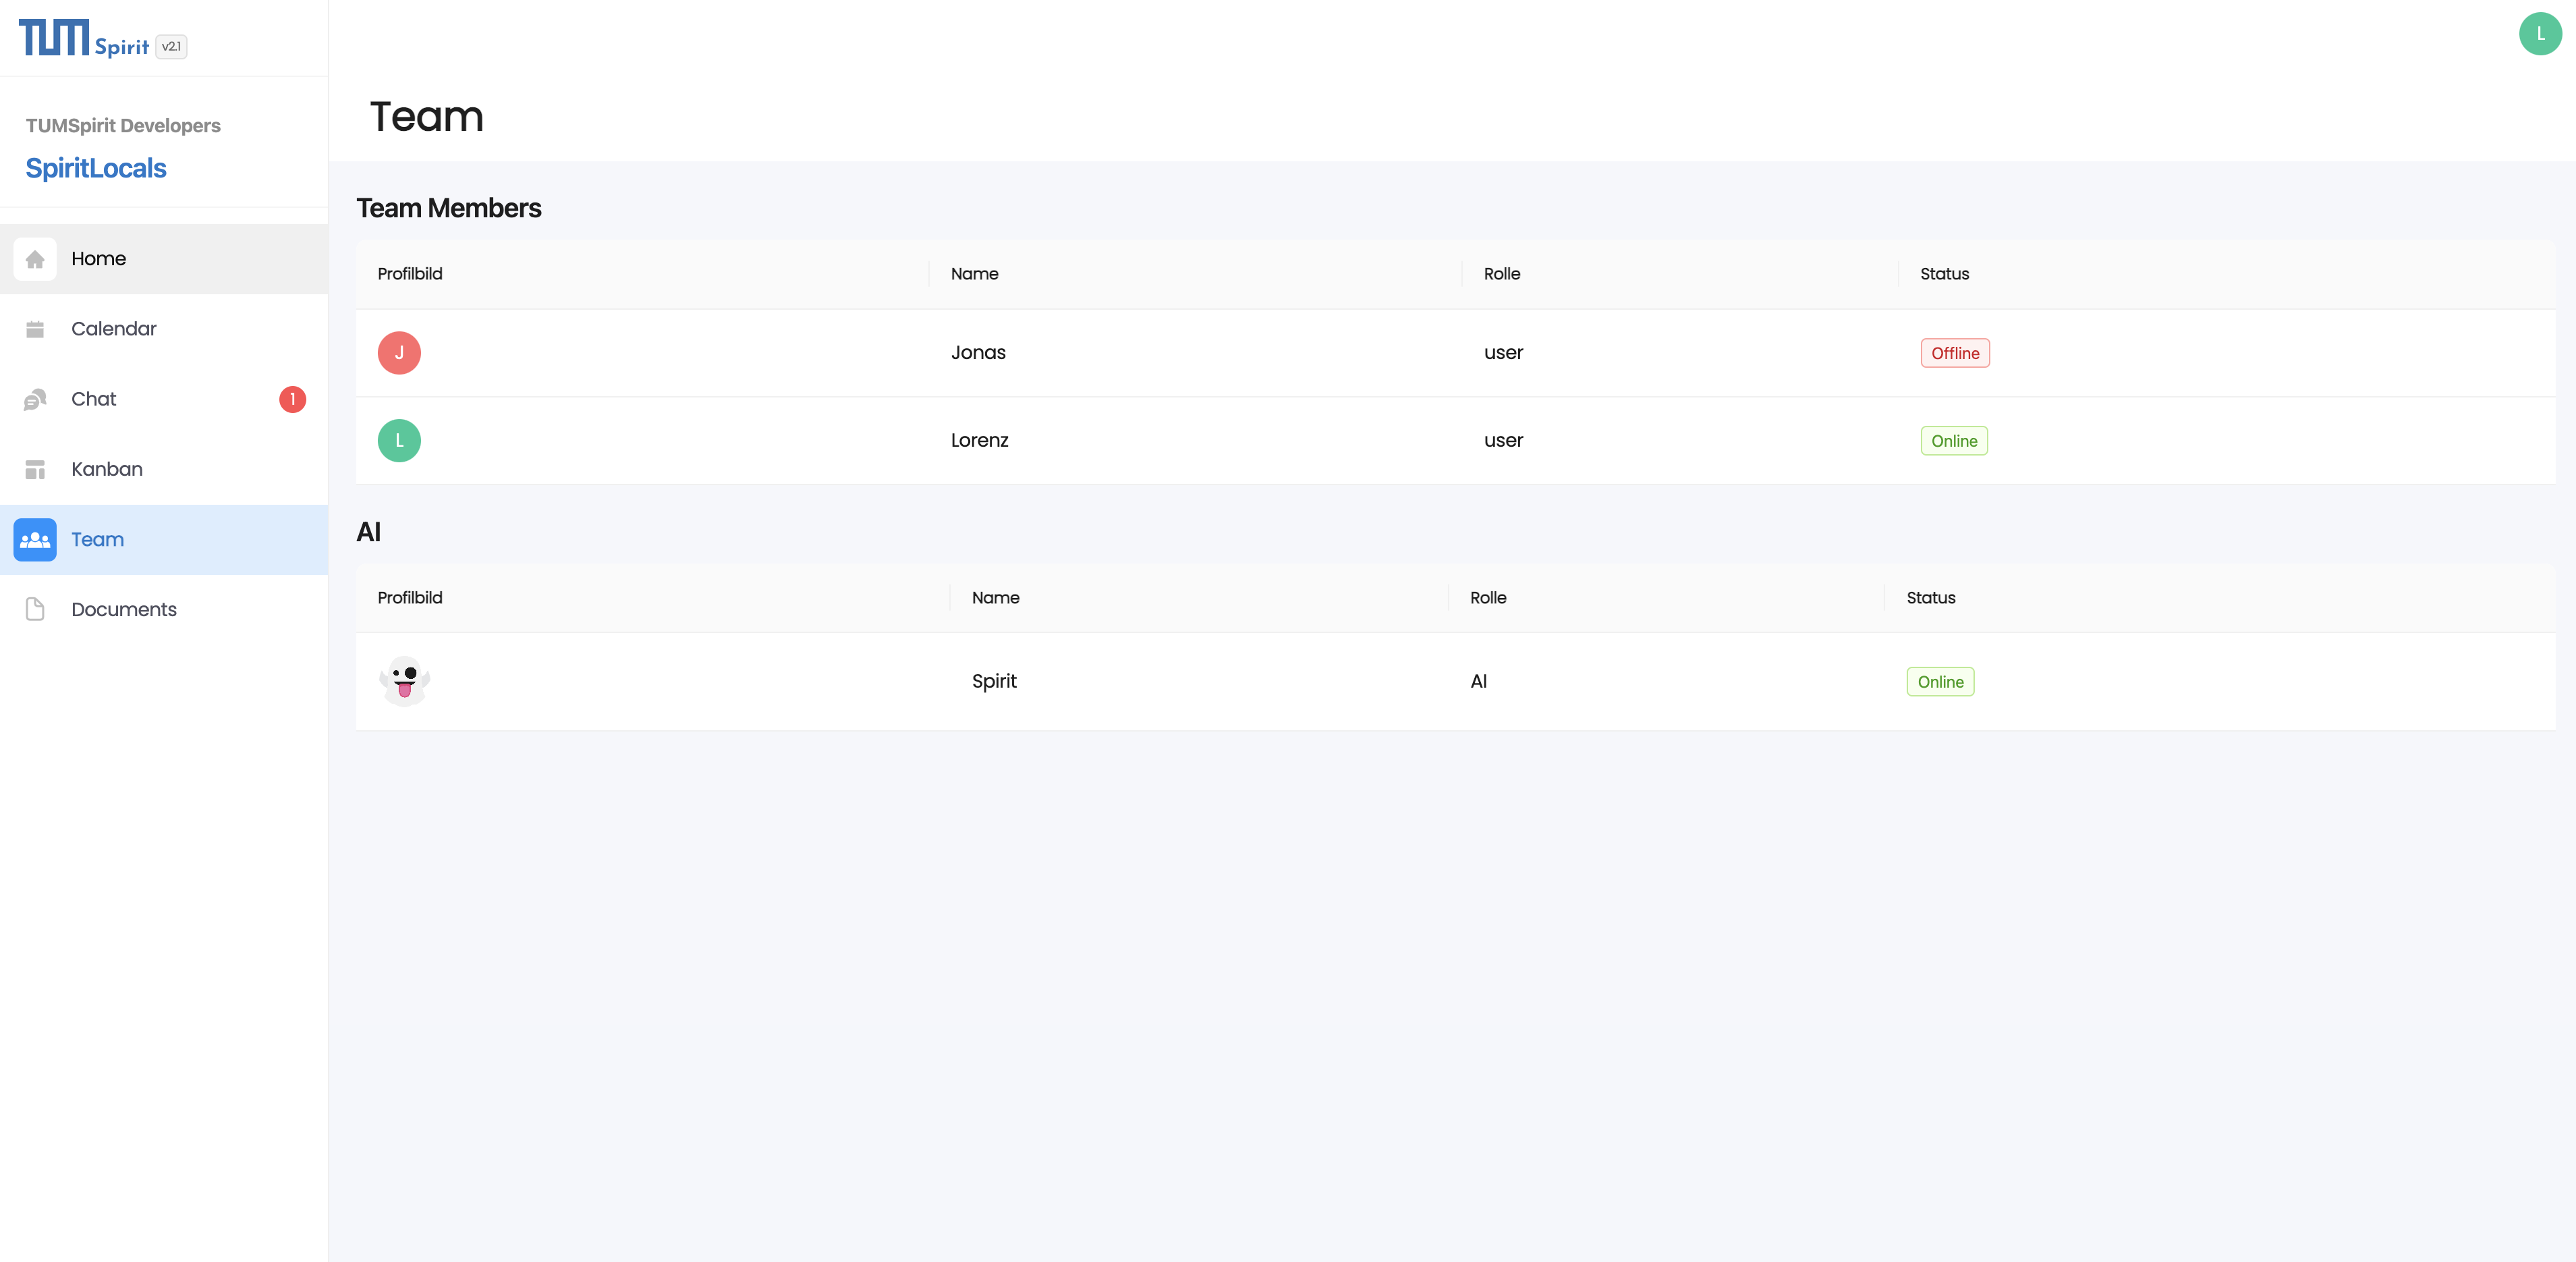 TUM Spirit v2.1
L
TUMSpirit Developers
SpiritLocals
Home
Calendar
Chat 1
Kanban
Team
Documents
Team
Team Members
Profilbild Name Rolle Status
J Jonas user Offline
L Lorenz user Online
AI
Profilbild Name Rolle Status
Spirit AI Online